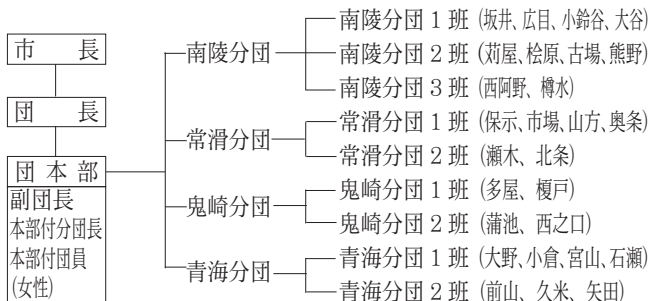 市　長
団　長
団 本 部
副団長
本部付分団長
本部付団員
(女性)
南陵分団
南陵分団１班 (坂井、広目、小鈴谷、大谷)
南陵分団２班 (苅屋、桧原、古場、熊野)
南陵分団３班 (西阿野、樽水)
常滑分団
常滑分団１班 (保示、市場、山方、奥条)
常滑分団２班 (瀬木、北条)
鬼崎分団
鬼崎分団１班 (多屋、榎戸)
鬼崎分団２班 (蒲池、西之口)
青海分団
青海分団１班 (大野、小倉、宮山、石瀬)
青海分団２班 (前山、久米、矢田)